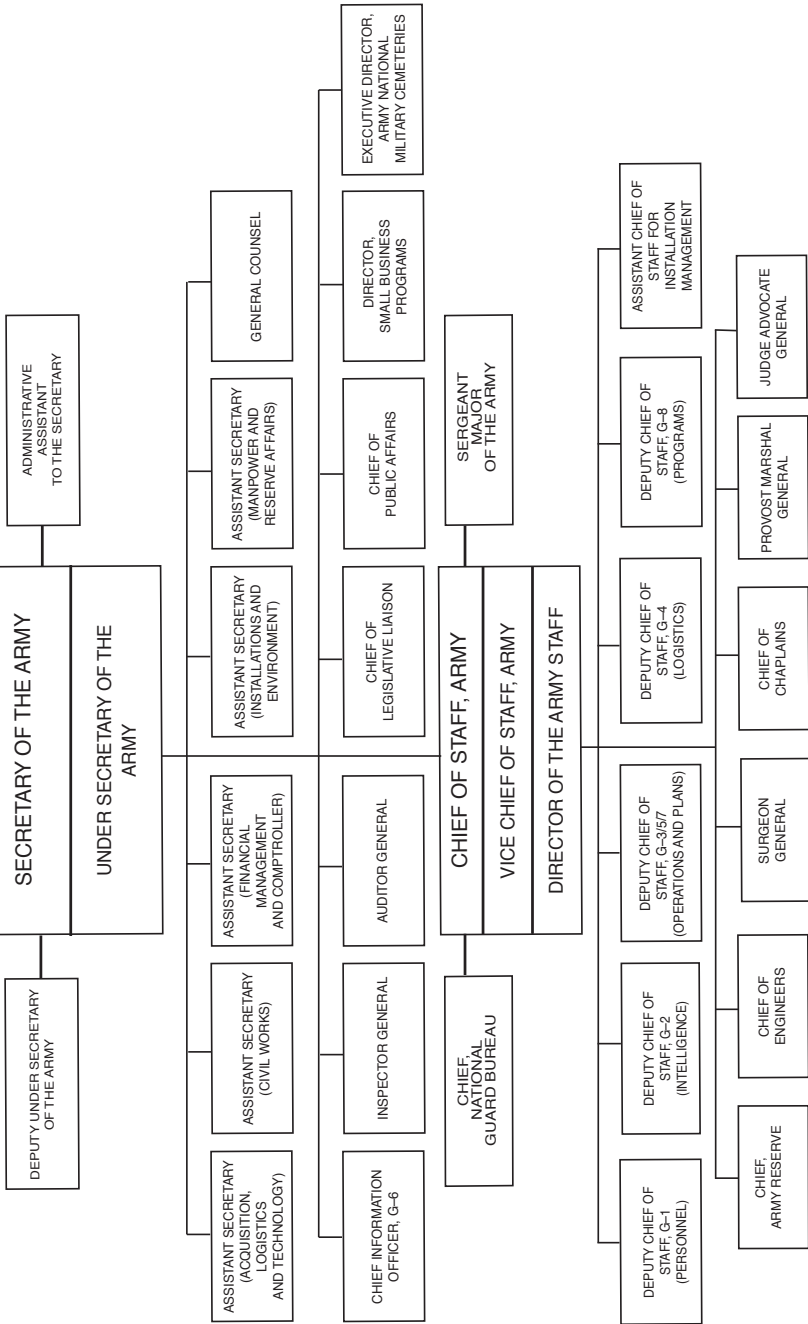 SECRETARY OF THE ARMY
UNDER SECRETARY OF THE
ARMY
DEPUTY UNDER SECRETARY
OF THE ARMY
ADMINISTRATIVE
ASSISTANT
TO THE SECRETARY
ASSISTANT SECRETARY
(ACQUISITION,
LOGISTICS
AND TECHNOLOGY)
ASSISTANT SECRETARY
(CIVIL WORKS)
ASSISTANT SECRETARY
(FINANCIAL
MANAGEMENT
AND COMPTROLLER)
ASSISTANT SECRETARY
(INSTALLATIONS AND
ENVIRONMENT)
ASSISTANT SECRETARY
(MANPOWER AND
RESERVE AFFAIRS)
GENERAL COUNSEL
CHIEF INFORMATION
OFFICER, G–6
INSPECTOR GENERAL
AUDITOR GENERAL
CHIEF OF
LEGISLATIVE LIAISON
CHIEF OF
PUBLIC AFFAIRS
DIRECTOR,
SMALL BUSINESS
PROGRAMS
EXECUTIVE DIRECTOR,
ARMY NATIONAL
MILITARY CEMETERIES
CHIEF,
NATIONAL
GUARD BUREAU
CHIEF OF STAFF, ARMY
VICE CHIEF OF STAFF, ARMY
DIRECTOR OF THE ARMY STAFF
SERGEANT
MAJOR
OF THE ARMY
DEPUTY CHIEF OF
STAFF, G–1
(PERSONNEL)
DEPUTY CHIEF OF
STAFF, G–2
(INTELLIGENCE)
DEPUTY CHIEF OF
STAFF, G–3/5/7
(OPERATIONS AND PLANS)
DEPUTY CHIEF OF
STAFF, G–4
(LOGISTICS)
DEPUTY CHIEF OF
STAFF, G–8
(PROGRAMS)
ASSISTANT CHIEF OF
STAFF FOR
INSTALLATION
MANAGEMENT
CHIEF,
ARMY RESERVE
CHIEF OF
ENGINEERS
SURGEON
GENERAL
CHIEF OF
CHAPLAINS
PROVOST MARSHAL
GENERAL
JUDGE ADVOCATE
GENERAL